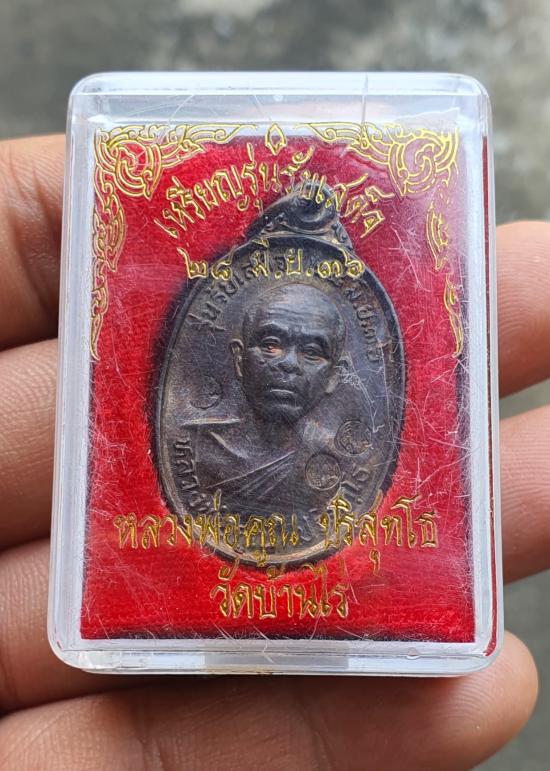 เหรียญรุ่นรับเสด็จ
๒๘ มิ.ย.๓๖
หลวงพ่อคูณ ปริสุทโธ
วัดบ้านไร่